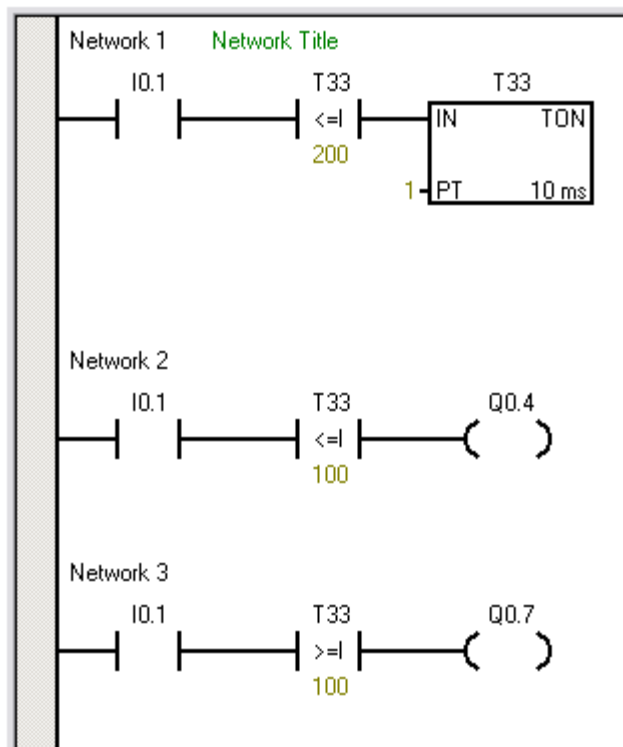 Network 1 Network Title
I0.1 T33 T33
<=I IN TON
200
1 PT 10 ms
Network 2
I0.1 T33 Q0.4
<=I
100
Network 3
I0.1 T33 Q0.7
>=I
100